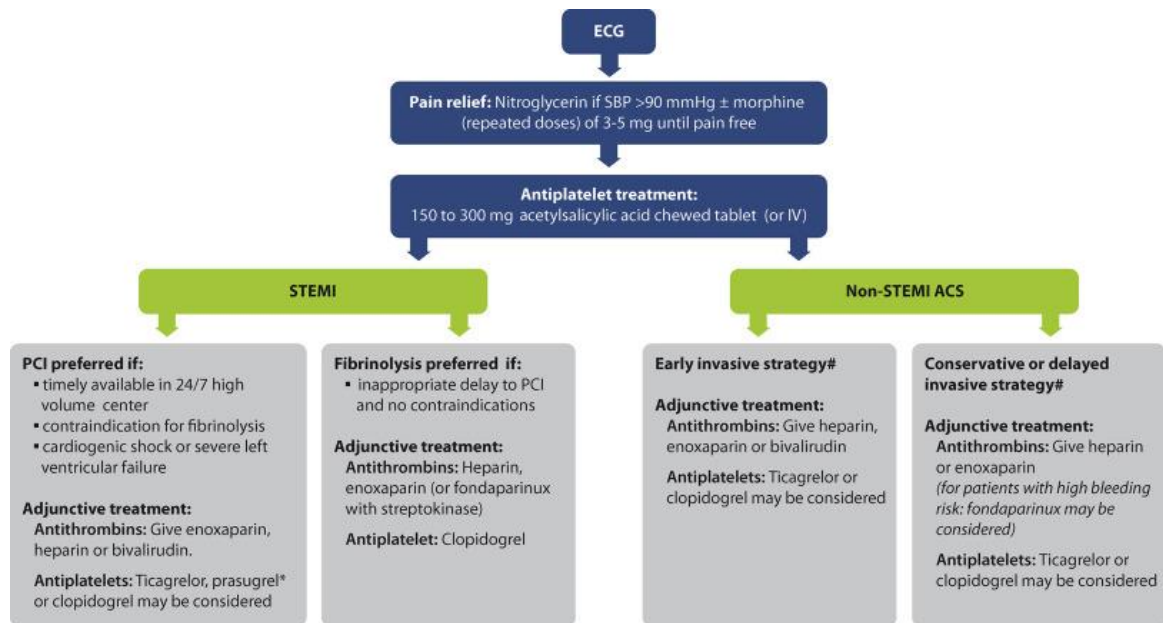 ECG
Pain relief: Nitroglycerin if SBP >90 mmHg ± morphine
(repeated doses) of 3-5 mg until pain free
Antiplatelet treatment:
150 to 300 mg acetylsalicylic acid chewed tablet (or IV)
STEMI
Non-STEMI ACS
PCI preferred if:
▪ timely available in 24/7 high
volume center
▪ contraindication for fibrinolysis
▪ cardiogenic shock or severe left
ventricular failure
Adjunctive treatment:
Antithrombins: Give enoxaparin,
heparin or bivalirudin.
Antiplatelets: Ticagrelor, prasugrel*
or clopidogrel may be considered
Fibrinolysis preferred if:
▪ inappropriate delay to PCI
and no contraindications
Adjunctive treatment:
Antithrombins: Heparin,
enoxaparin (or fondaparinux
with streptokinase)
Antiplatelet: Clopidogrel
Early invasive strategy#
Adjunctive treatment:
Antithrombins: Give heparin,
enoxaparin or bivalirudin
Antiplatelets: Ticagrelor or
clopidogrel may be considered
Conservative or delayed
invasive strategy#
Adjunctive treatment:
Antithrombins: Give heparin
or enoxaparin
(for patients with high bleeding
risk: fondaparinux may be
considered)
Antiplatelets: Ticagrelor or
clopidogrel may be considered